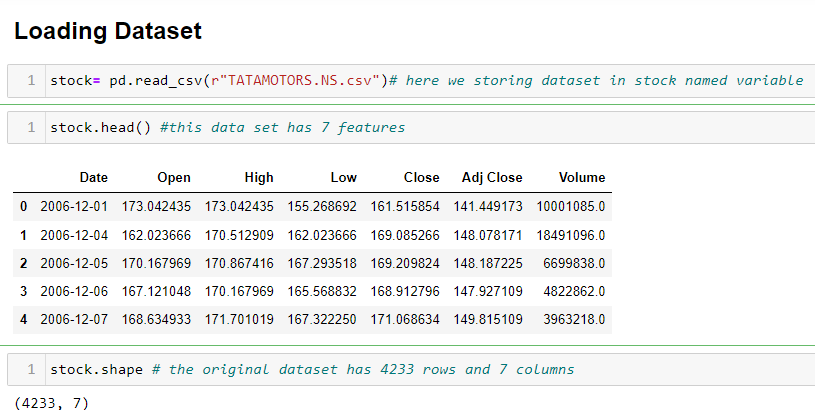 Loading Dataset
1 stock= pd.read_csv(r"TATAMOTORS.NS.csv")# here we storing dataset in stock named variable
1 stock.head() #this data set has 7 features
Date Open High Low Close Adj Close Volume
0 2006-12-01 173.042435 173.042435 155.268692 161.515854 141.449173 10001085.0
1 2006-12-04 162.023666 170.512909 162.023666 169.085266 148.078171 18491096.0
2 2006-12-05 170.167969 170.867416 167.293518 169.209824 148.187225 6699838.0
3 2006-12-06 167.121048 170.167969 165.568832 168.912796 147.927109 4822862.0
4 2006-12-07 168.634933 171.701019 167.322250 171.068634 149.815109 3963218.0
1 stock.shape # the original dataset has 4233 rows and 7 columns
(4233, 7)